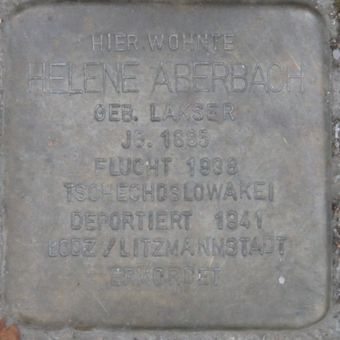 HIER WOHNTE
HELENE ABERBACH
GEB. LAKSER
JG. 1885
FLUCHT 1938
TSCHECHOSLOWAKEI
DEPORTIERT 1941
LODZ / LITZMANNSTADT
ERMORDET